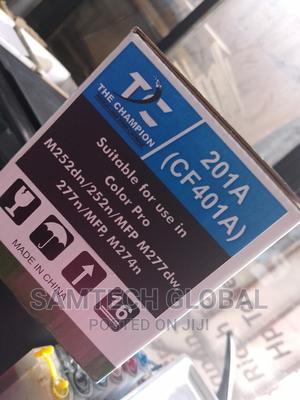 THE CHAMPION
201A
(CF401A)
Suitable for use in
Color Pro
M252dn/252n/MFP M277dw
277n/MFP M274n
MADE IN CHINA
16
SAMTECH GLOBAL
POSTED ON JIJI